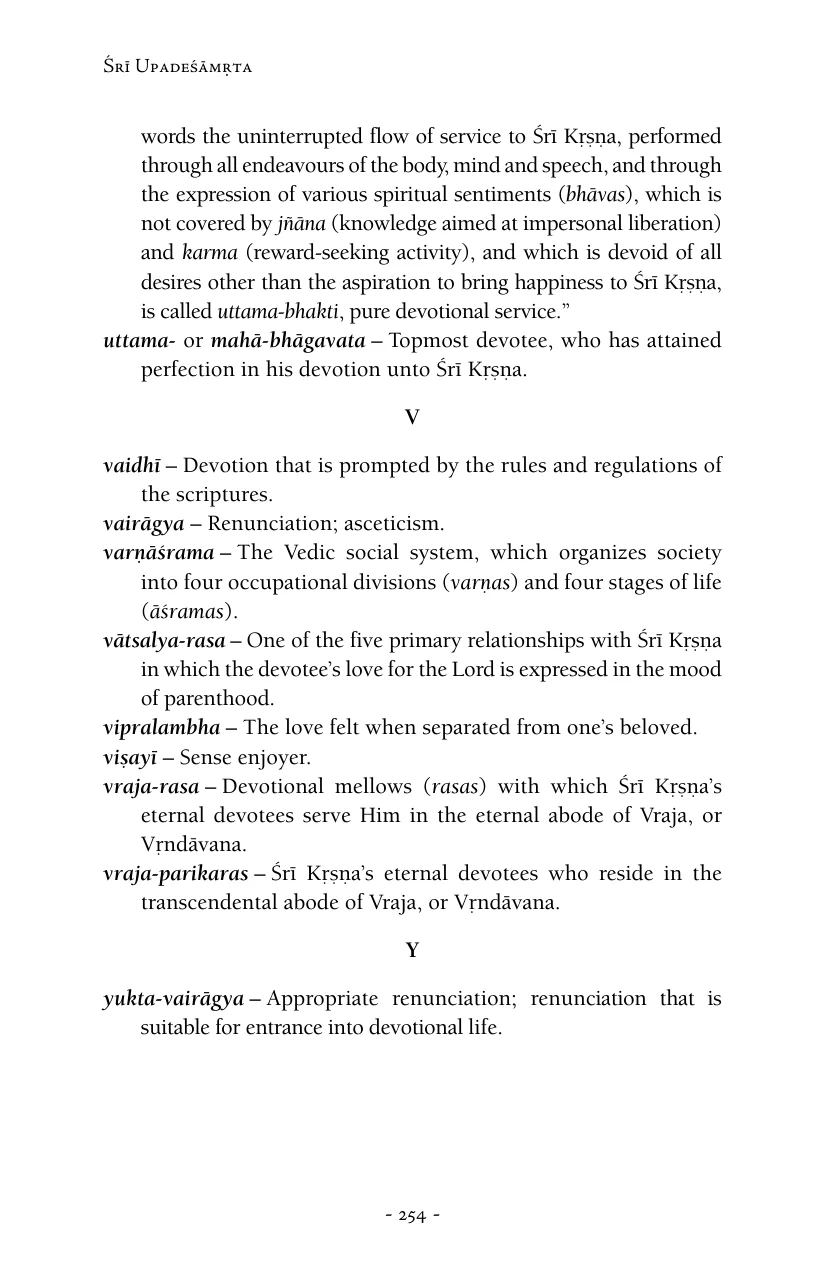 Śrī Upadeśāmṛta
words the uninterrupted flow of service to Śrī Kṛṣṇa, performed
through all endeavours of the body, mind and speech, and through
the expression of various spiritual sentiments (bhāvas), which is
not covered by jñāna (knowledge aimed at impersonal liberation)
and karma (reward-seeking activity), and which is devoid of all
desires other than the aspiration to bring happiness to Śrī Kṛṣṇa,
is called uttama-bhakti, pure devotional service.”
uttama- or mahā-bhāgavata – Topmost devotee, who has attained
perfection in his devotion unto Śrī Kṛṣṇa.
V
vaidhī – Devotion that is prompted by the rules and regulations of
the scriptures.
vairāgya – Renunciation; asceticism.
varṇāśrama – The Vedic social system, which organizes society
into four occupational divisions (varṇas) and four stages of life
(āśramas).
vātsalya-rasa – One of the five primary relationships with Śrī Kṛṣṇa
in which the devotee’s love for the Lord is expressed in the mood
of parenthood.
vipralambha – The love felt when separated from one’s beloved.
viṣayī – Sense enjoyer.
vraja-rasa – Devotional mellows (rasas) with which Śrī Kṛṣṇa’s
eternal devotees serve Him in the eternal abode of Vraja, or
Vṛndāvana.
vraja-parikaras – Śrī Kṛṣṇa’s eternal devotees who reside in the
transcendental abode of Vraja, or Vṛndāvana.
Y
yukta-vairāgya – Appropriate renunciation; renunciation that is
suitable for entrance into devotional life.
- 254 -